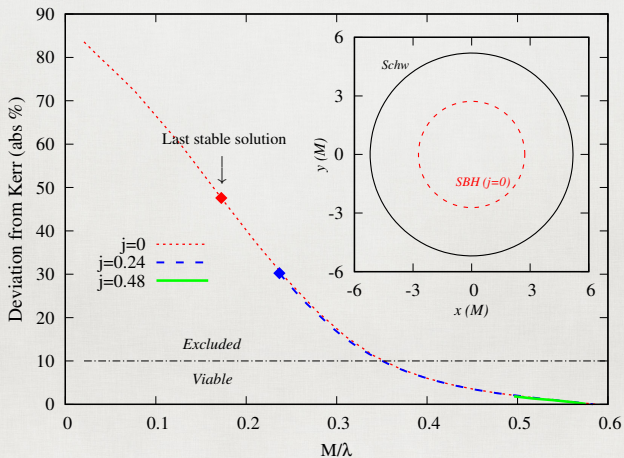 Deviation from Kerr (abs %)
90
80
70
60
50
40
30
20
10
0
Last stable solution
j=0
j=0.24
j=0.48
Excluded
Viable
0
0.1
0.2
0.3
0.4
0.5
0.6
M/λ
y (M)
6
3
0
-3
-6
Schw
SBH (j=0)
-6
-3
0
3
6
x (M)